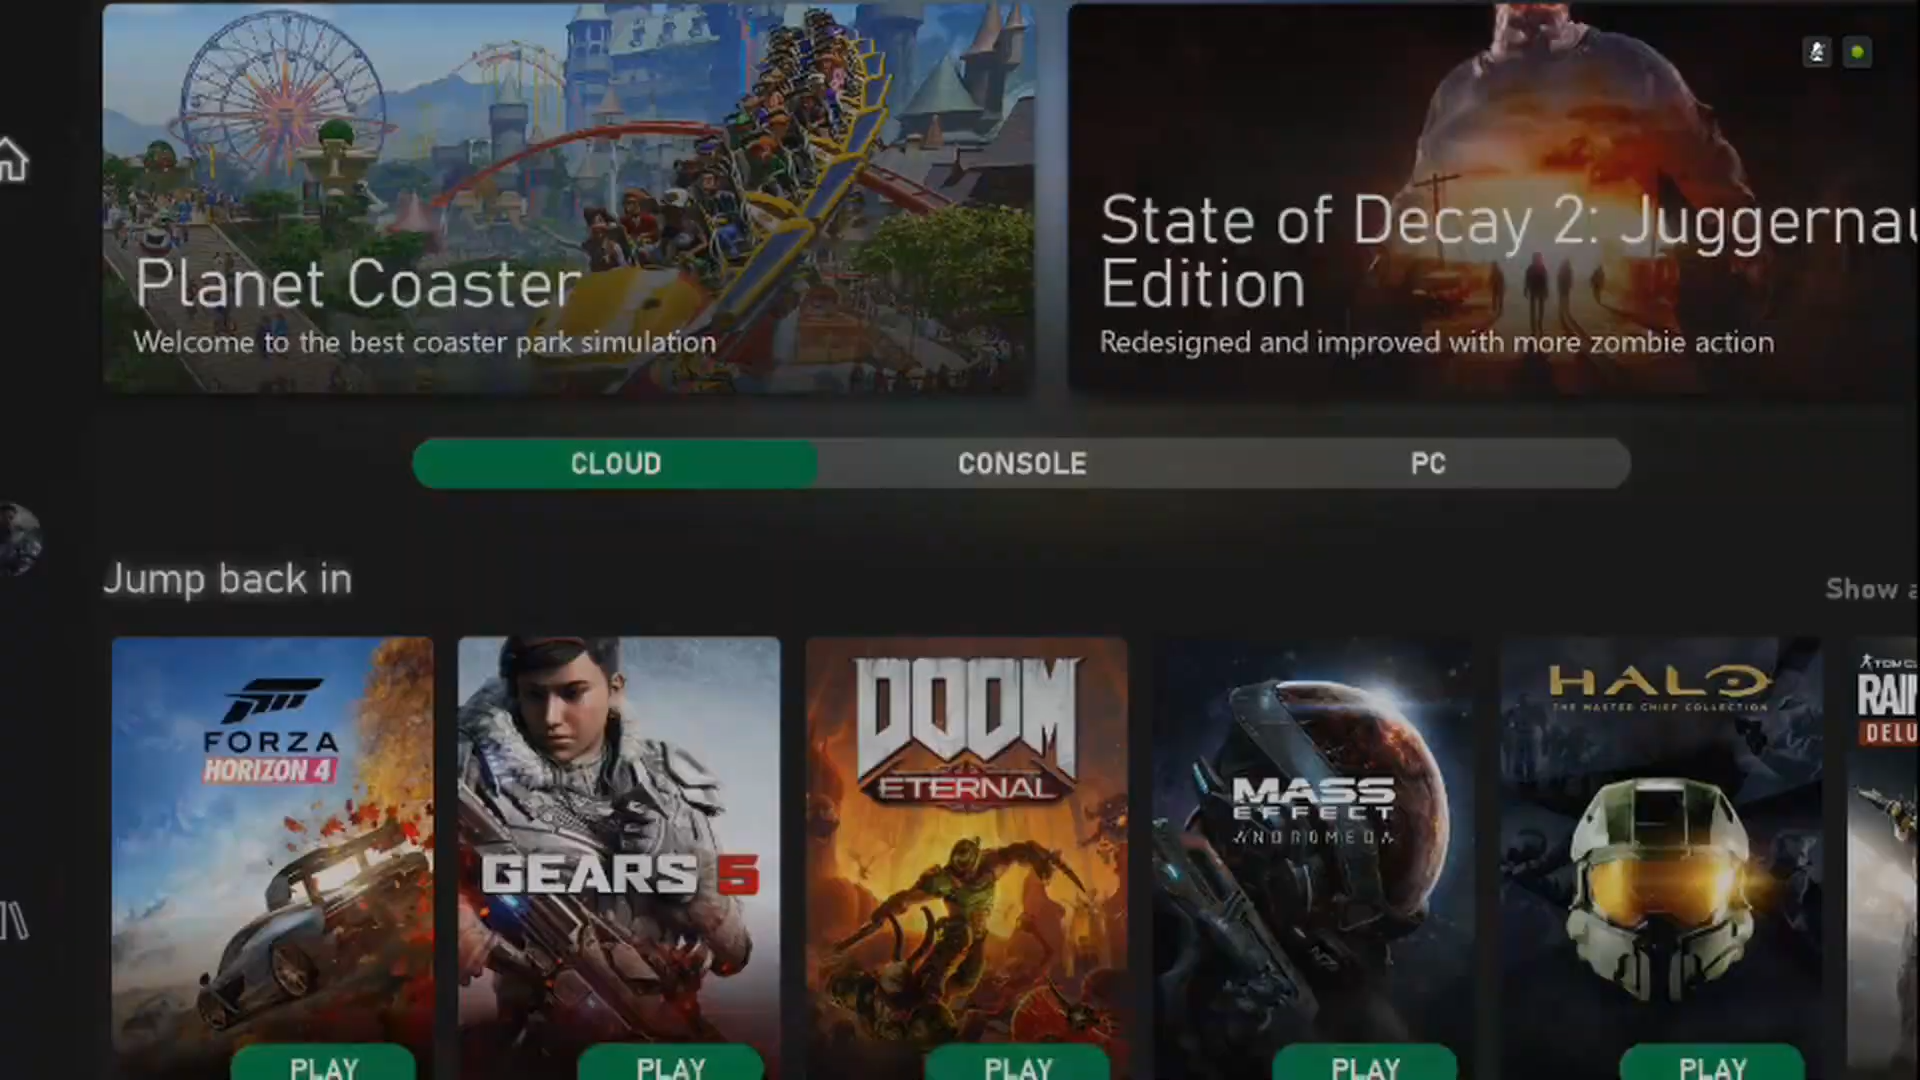 Planet Coaster
Welcome to the best coaster park simulation
State of Decay 2: Juggernau
Edition
Redesigned and improved with more zombie action
CLOUD
CONSOLE
PC
Jump back in
Show a
FORZA
HORIZON 4
GEARS 5
DOOM
ETERNAL
MASS
EFFECT
ANDROMEDA
HALO
THE MASTER CHIEF COLLECTION
TOM C
RAIN
DELU
PLAY
PLAY
PLAY
PLAY
PLAY